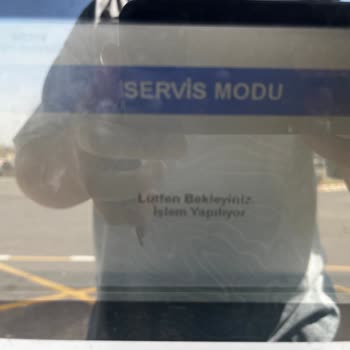 SERVİS MODU
Lütfen Bekleyiniz.
İşlem Yapılıyor